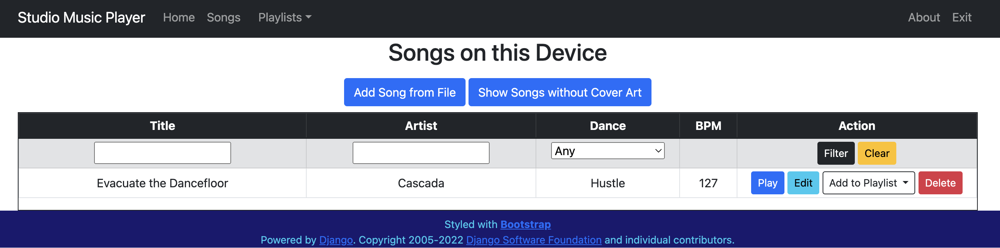 Studio Music Player Home Songs Playlists About Exit
Songs on this Device
Add Song from File Show Songs without Cover Art
Title Artist Dance BPM Action
Any Filter Clear
Evacuate the Dancefloor Cascada Hustle 127 Play Edit Add to Playlist Delete
Styled with Bootstrap
Powered by Django. Copyright 2005-2022 Django Software Foundation and individual contributors.